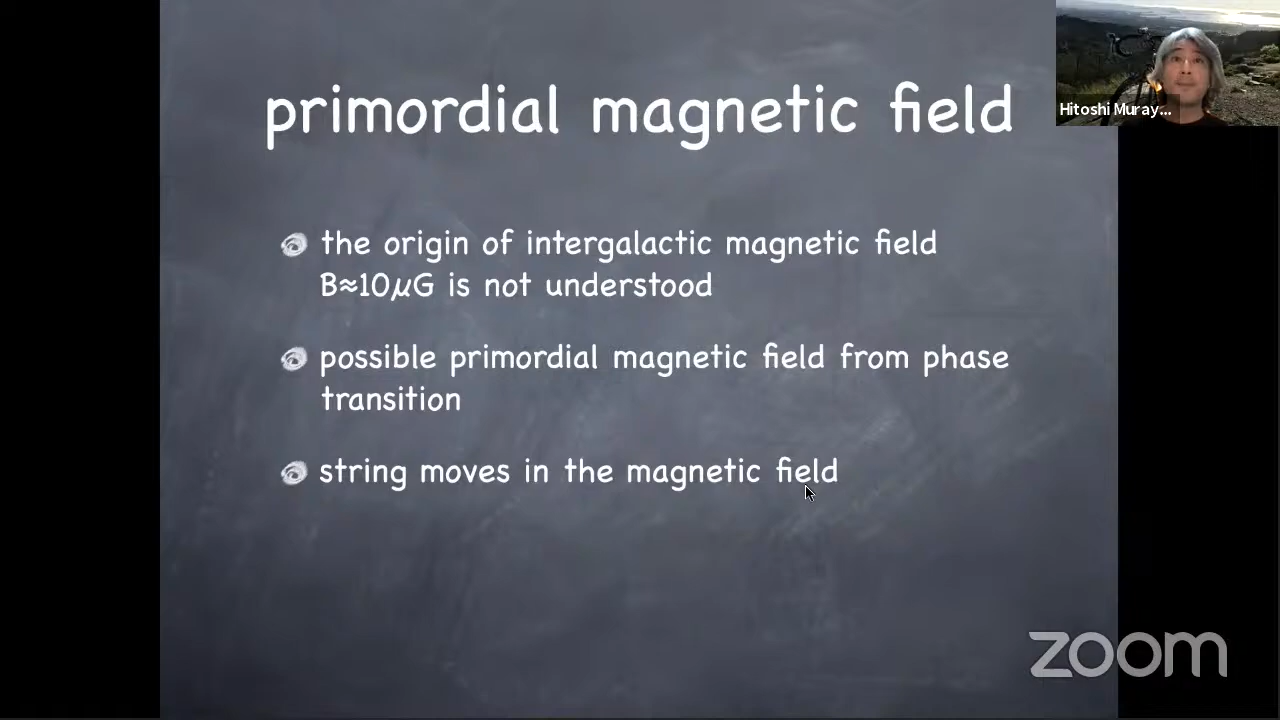 primordial magnetic field
Hitoshi Muray...
the origin of intergalactic magnetic field
B≈10μG is not understood
possible primordial magnetic field from phase
transition
string moves in the magnetic field
zoom